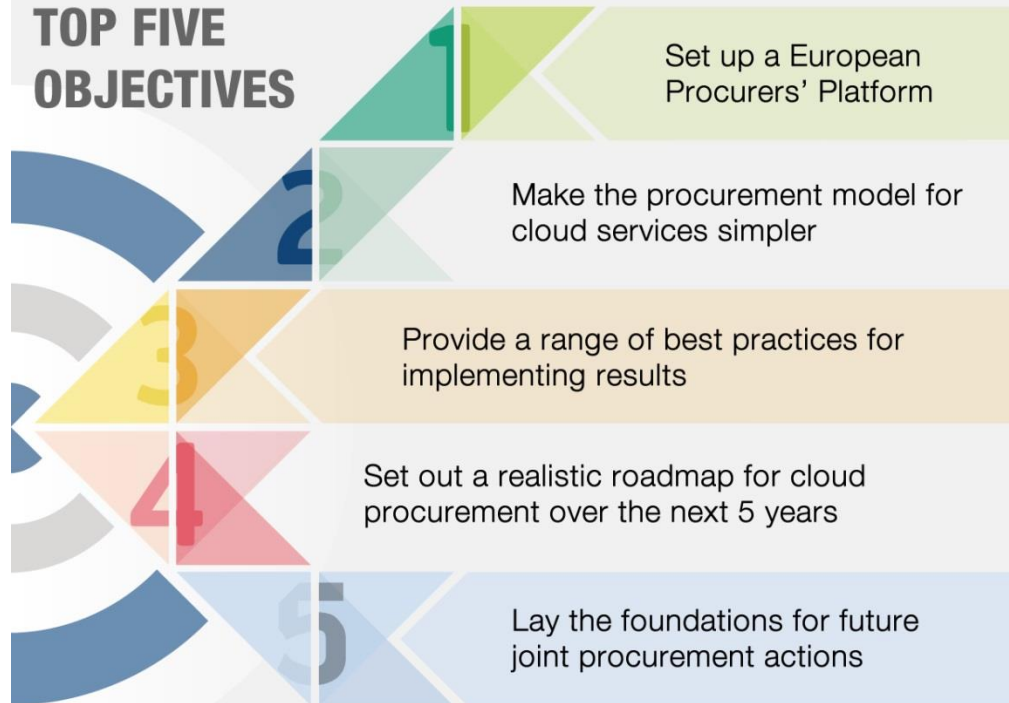 TOP FIVE
OBJECTIVES
1
Set up a European
Procurers’ Platform
2
Make the procurement model for
cloud services simpler
3
Provide a range of best practices for
implementing results
4
Set out a realistic roadmap for cloud
procurement over the next 5 years
5
Lay the foundations for future
joint procurement actions